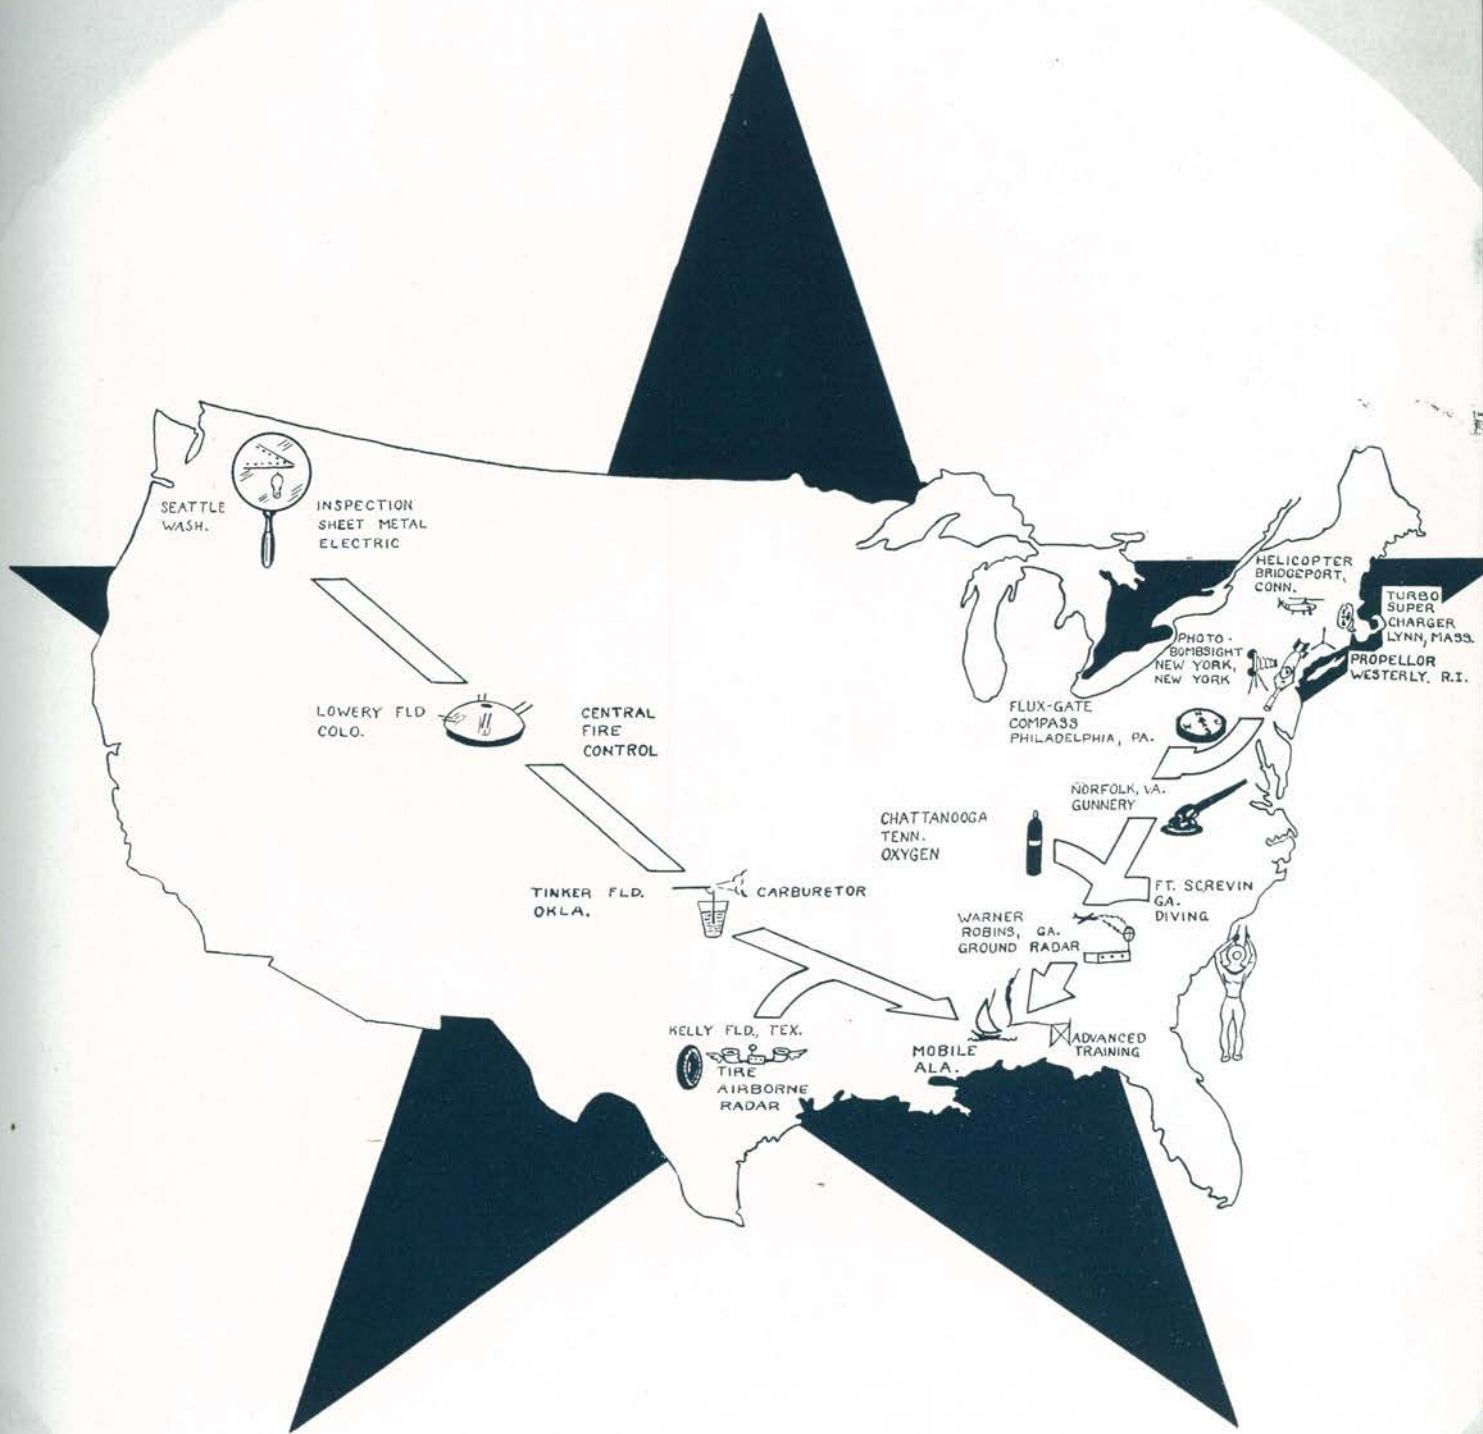 SEATTLE
WASH.
INSPECTION
SHEET METAL
ELECTRIC
LOWERY FLD
COLO.
CENTRAL
FIRE
CONTROL
TINKER FLD.
OKLA.
CARBURETOR
KELLY FLD., TEX.
TIRE
AIRBORNE
RADAR
HELICOPTER
BRIDGEPORT,
CONN.
TURBO
SUPER
CHARGER
LYNN, MASS.
PROPELLOR
WESTERLY, R.I.
PHOTO-
BOMBSIGHT
NEW YORK,
NEW YORK
FLUX-GATE
COMPASS
PHILADELPHIA, PA.
NORFOLK, VA.
GUNNERY
CHATTANOOGA
TENN.
OXYGEN
FT. SCREVIN
GA.
DIVING
WARNER
ROBINS, GA.
GROUND RADAR
MOBILE
ALA.
ADVANCED
TRAINING